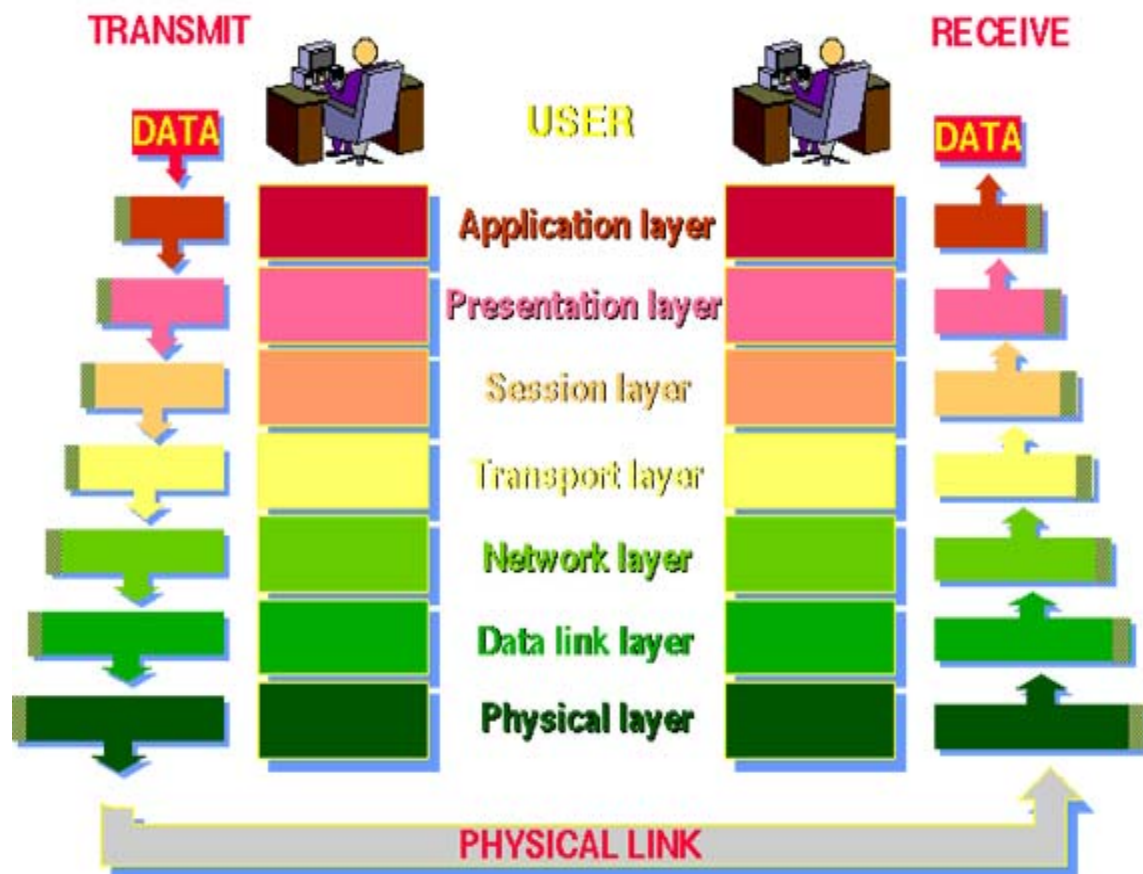 TRANSMIT
RECEIVE
USER
DATA
DATA
Application layer
Presentation layer
Session layer
Transport layer
Network layer
Data link layer
Physical layer
PHYSICAL LINK